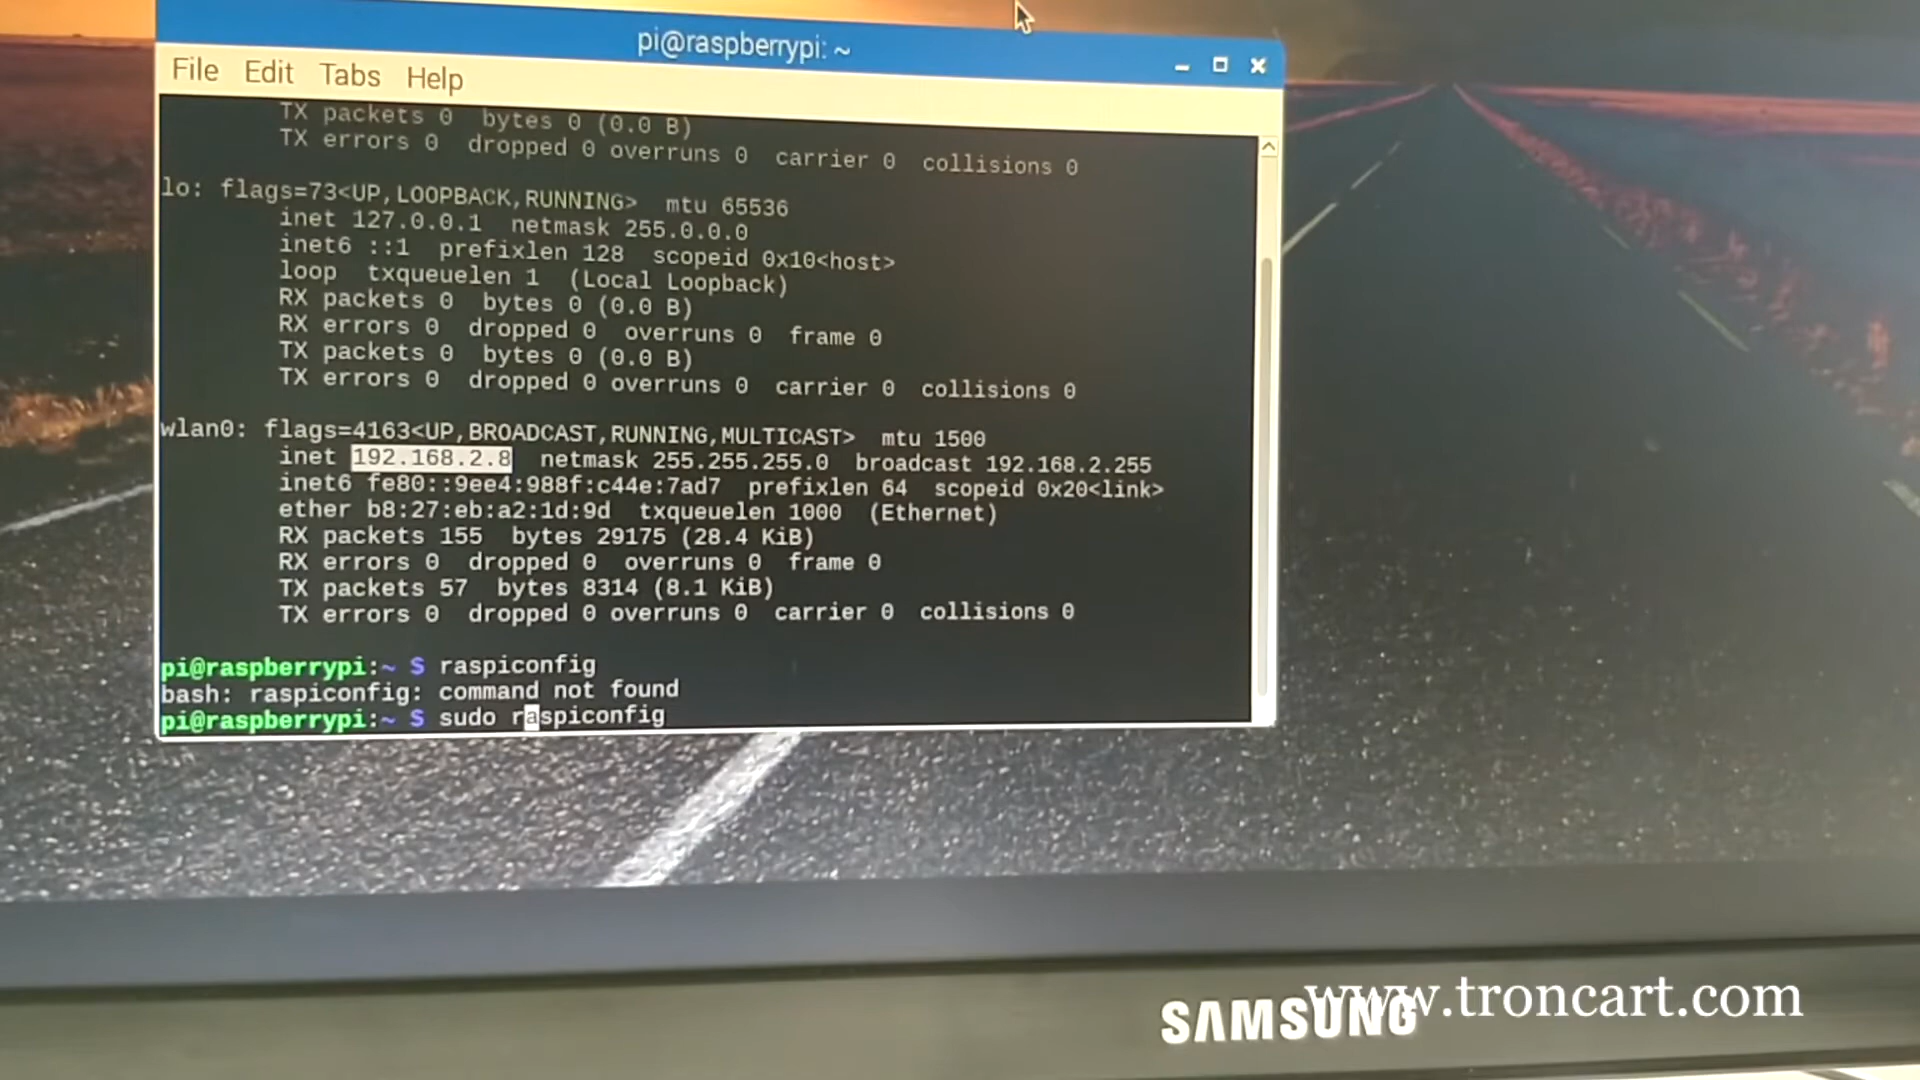 pi@raspberrypi: ~
File Edit Tabs Help
TX packets 0 bytes 0 (0.0 B)
TX errors 0 dropped 0 overruns 0 carrier 0 collisions 0
lo: flags=73<UP,LOOPBACK,RUNNING> mtu 65536
inet 127.0.0.1 netmask 255.0.0.0
inet6 ::1 prefixlen 128 scopeid 0x10<host>
loop txqueuelen 1 (Local Loopback)
RX packets 0 bytes 0 (0.0 B)
RX errors 0 dropped 0 overruns 0 frame 0
TX packets 0 bytes 0 (0.0 B)
TX errors 0 dropped 0 overruns 0 carrier 0 collisions 0
wlan0: flags=4163<UP,BROADCAST,RUNNING,MULTICAST> mtu 1500
inet 192.168.2.8 netmask 255.255.255.0 broadcast 192.168.2.255
inet6 fe80::9ee4:988f:c44e:7ad7 prefixlen 64 scopeid 0x20<link>
ether b8:27:eb:a2:1d:9d txqueuelen 1000 (Ethernet)
RX packets 155 bytes 29175 (28.4 KiB)
RX errors 0 dropped 0 overruns 0 frame 0
TX packets 57 bytes 8314 (8.1 KiB)
TX errors 0 dropped 0 overruns 0 carrier 0 collisions 0
pi@raspberrypi:~ $ raspiconfig
bash: raspiconfig: command not found
pi@raspberrypi:~ $ sudo raspiconfig
SAMSUNG
www.troncart.com